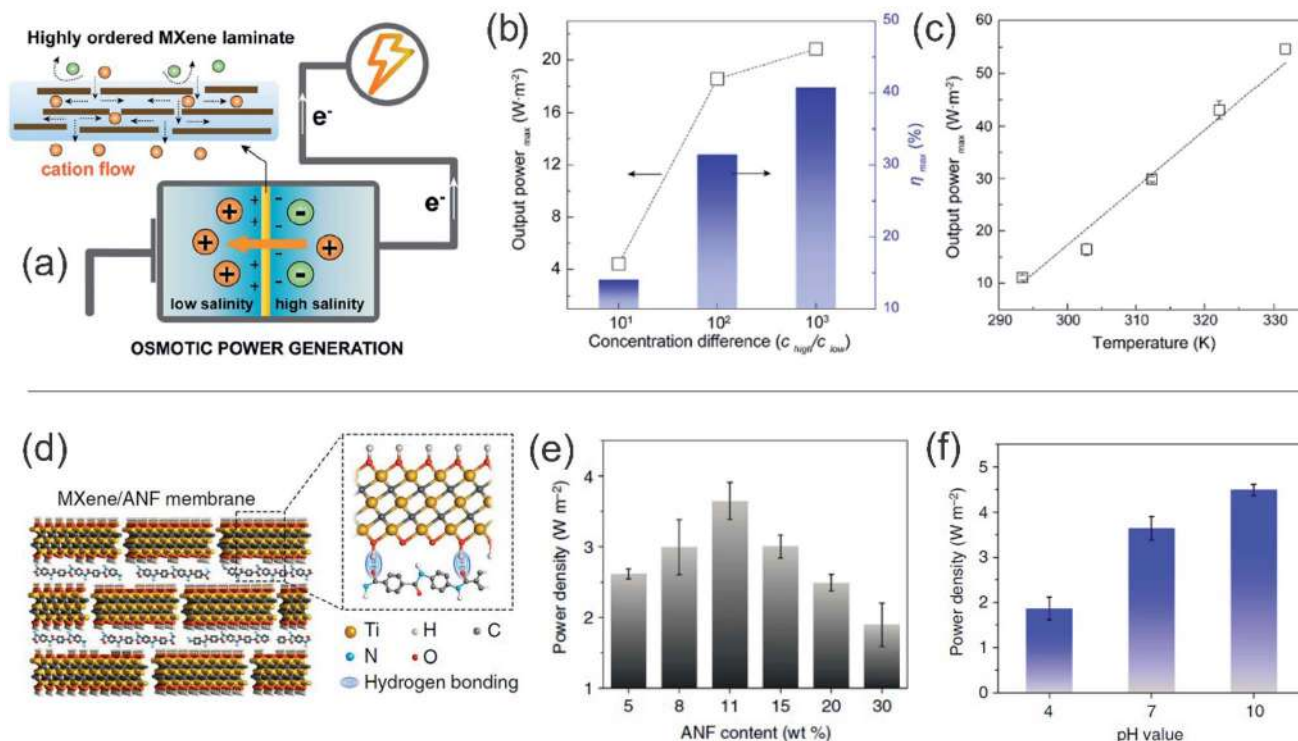 (a)
Highly ordered MXene laminate
cation flow
e-
e-
+ + + + + +
- - - -
+ + + +
- -
low salinity high salinity
OSMOTIC POWER GENERATION
(b)
Output power max (W·m-2)
20
16
12
8
4
50
40
30
20
10
η max (%)
10¹ 10² 10³
Concentration difference (c high/c low)
(c)
Output power max (W·m-2)
60
50
40
30
20
10
290 300 310 320 330
Temperature (K)
(d)
MXene/ANF membrane
Ti H C
N O
Hydrogen bonding
(e)
Power density (W m–2)
4
3
2
1
5 8 11 15 20 30
ANF content (wt %)
(f)
Power density (W m–2)
5
4
3
2
1
0
4 7 10
pH value